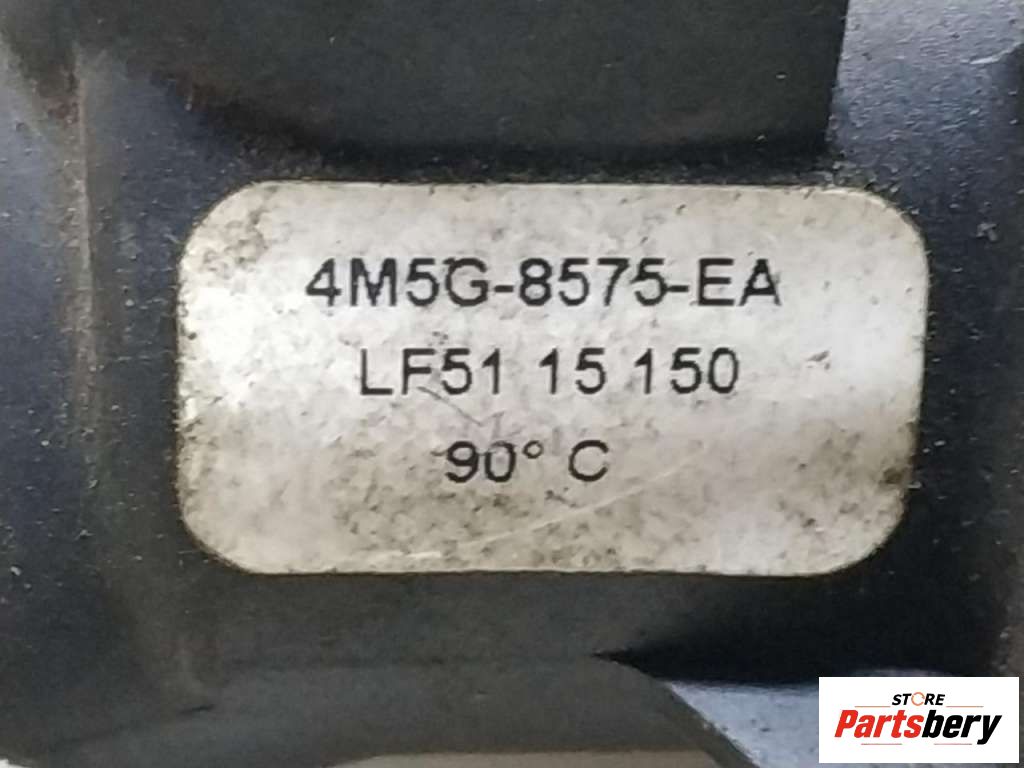 4M5G-8575-EA
LF51 15 150
90° C
STORE
Partsbery